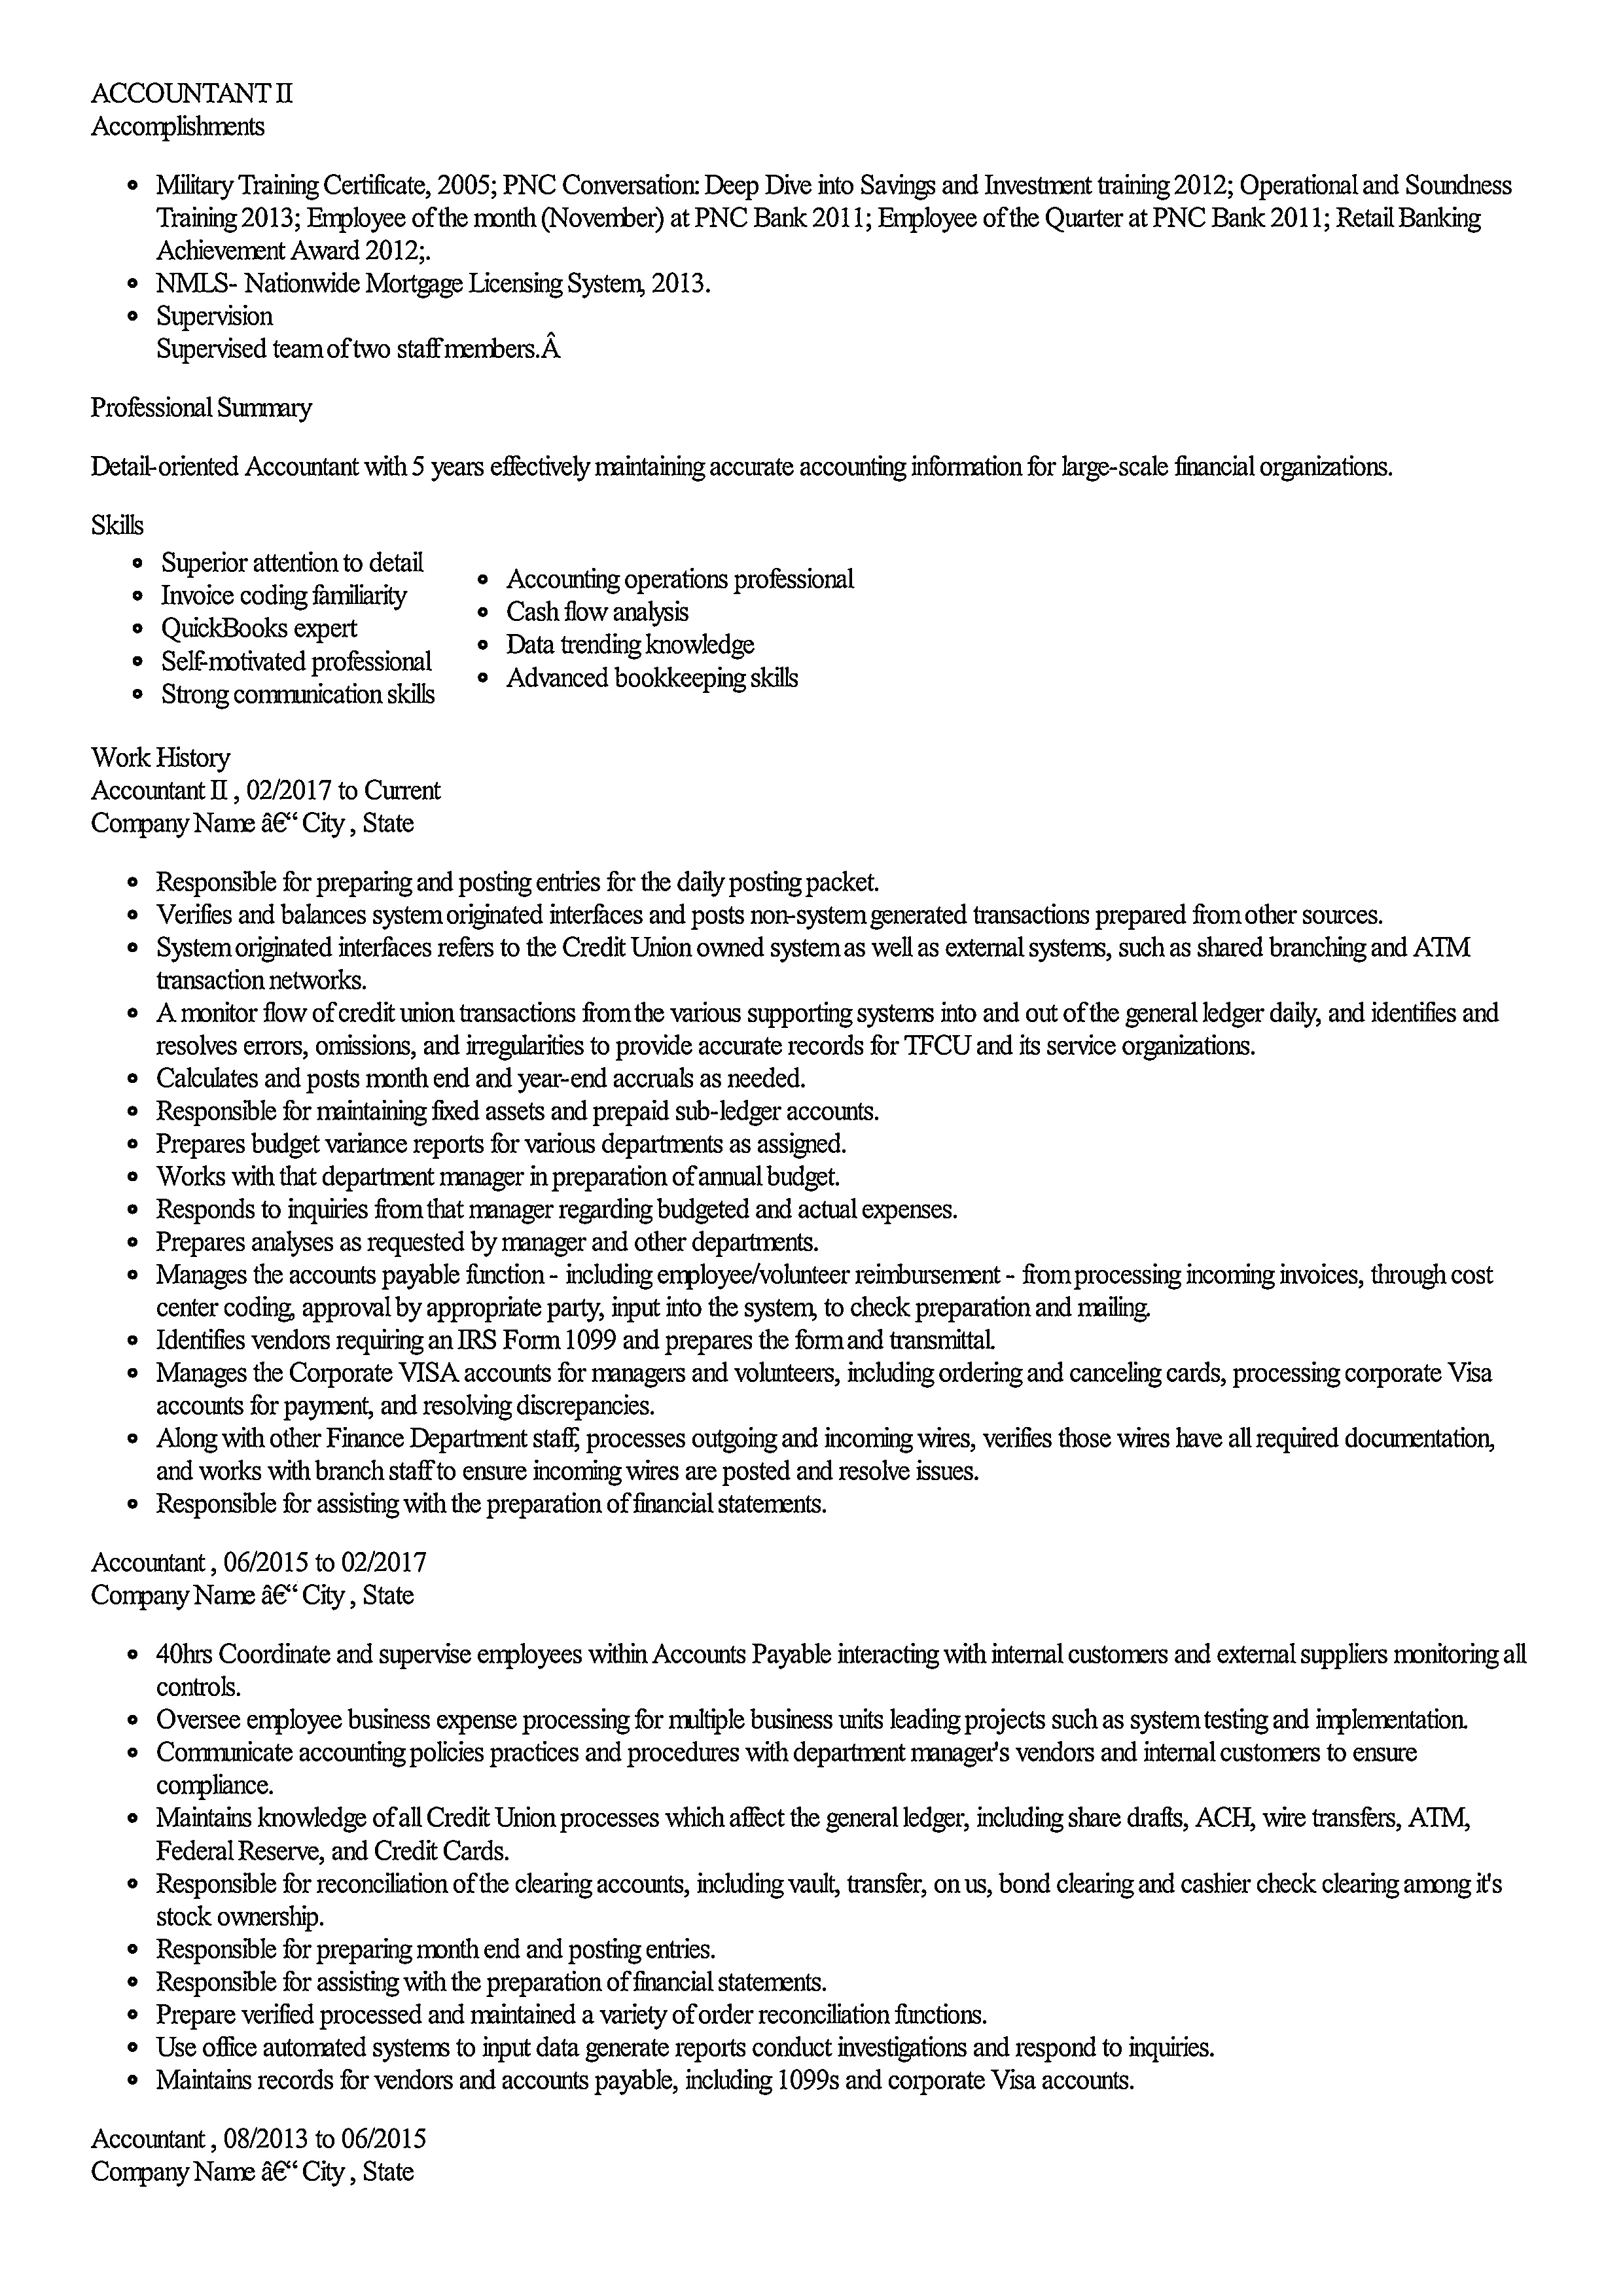 ACCOUNTANT II
Accomplishments
Military Training Certificate, 2005; PNC Conversation: Deep Dive into Savings and Investment training 2012; Operational and Soundness
Training 2013; Employee of the month (November) at PNC Bank 2011; Employee of the Quarter at PNC Bank 2011; Retail Banking
Achievement Award 2012;.
NMLS- Nationwide Mortgage Licensing System, 2013.
Supervision
Supervised team of two staff members.Â
Professional Summary
Detail-oriented Accountant with 5 years effectively maintaining accurate accounting information for large-scale financial organizations.
Skills
Superior attention to detail
Invoice coding familiarity
QuickBooks expert
Self-motivated professional
Strong communication skills
Accounting operations professional
Cash flow analysis
Data trending knowledge
Advanced bookkeeping skills
Work History
Accountant II , 02/2017 to Current
Company Name â€“ City , State
Responsible for preparing and posting entries for the daily posting packet.
Verifies and balances system originated interfaces and posts non-system generated transactions prepared from other sources.
System originated interfaces refers to the Credit Union owned system as well as external systems, such as shared branching and ATM
transaction networks.
A monitor flow of credit union transactions from the various supporting systems into and out of the general ledger daily, and identifies and
resolves errors, omissions, and irregularities to provide accurate records for TFCU and its service organizations.
Calculates and posts month end and year-end accruals as needed.
Responsible for maintaining fixed assets and prepaid sub-ledger accounts.
Prepares budget variance reports for various departments as assigned.
Works with that department manager in preparation of annual budget.
Responds to inquiries from that manager regarding budgeted and actual expenses.
Prepares analyses as requested by manager and other departments.
Manages the accounts payable function - including employee/volunteer reimbursement - from processing incoming invoices, through cost
center coding, approval by appropriate party, input into the system, to check preparation and mailing.
Identifies vendors requiring an IRS Form 1099 and prepares the form and transmittal.
Manages the Corporate VISA accounts for managers and volunteers, including ordering and canceling cards, processing corporate Visa
accounts for payment, and resolving discrepancies.
Along with other Finance Department staff, processes outgoing and incoming wires, verifies those wires have all required documentation,
and works with branch staff to ensure incoming wires are posted and resolve issues.
Responsible for assisting with the preparation of financial statements.
Accountant , 06/2015 to 02/2017
Company Name â€“ City , State
40hrs Coordinate and supervise employees within Accounts Payable interacting with internal customers and external suppliers monitoring all
controls.
Oversee employee business expense processing for multiple business units leading projects such as system testing and implementation.
Communicate accounting policies practices and procedures with department manager's vendors and internal customers to ensure
compliance.
Maintains knowledge of all Credit Union processes which affect the general ledger, including share drafts, ACH, wire transfers, ATM,
Federal Reserve, and Credit Cards.
Responsible for reconciliation of the clearing accounts, including vault, transfer, on us, bond clearing and cashier check clearing among it's
stock ownership.
Responsible for preparing month end and posting entries.
Responsible for assisting with the preparation of financial statements.
Prepare verified processed and maintained a variety of order reconciliation functions.
Use office automated systems to input data generate reports conduct investigations and respond to inquiries.
Maintains records for vendors and accounts payable, including 1099s and corporate Visa accounts.
Accountant , 08/2013 to 06/2015
Company Name â€“ City , State